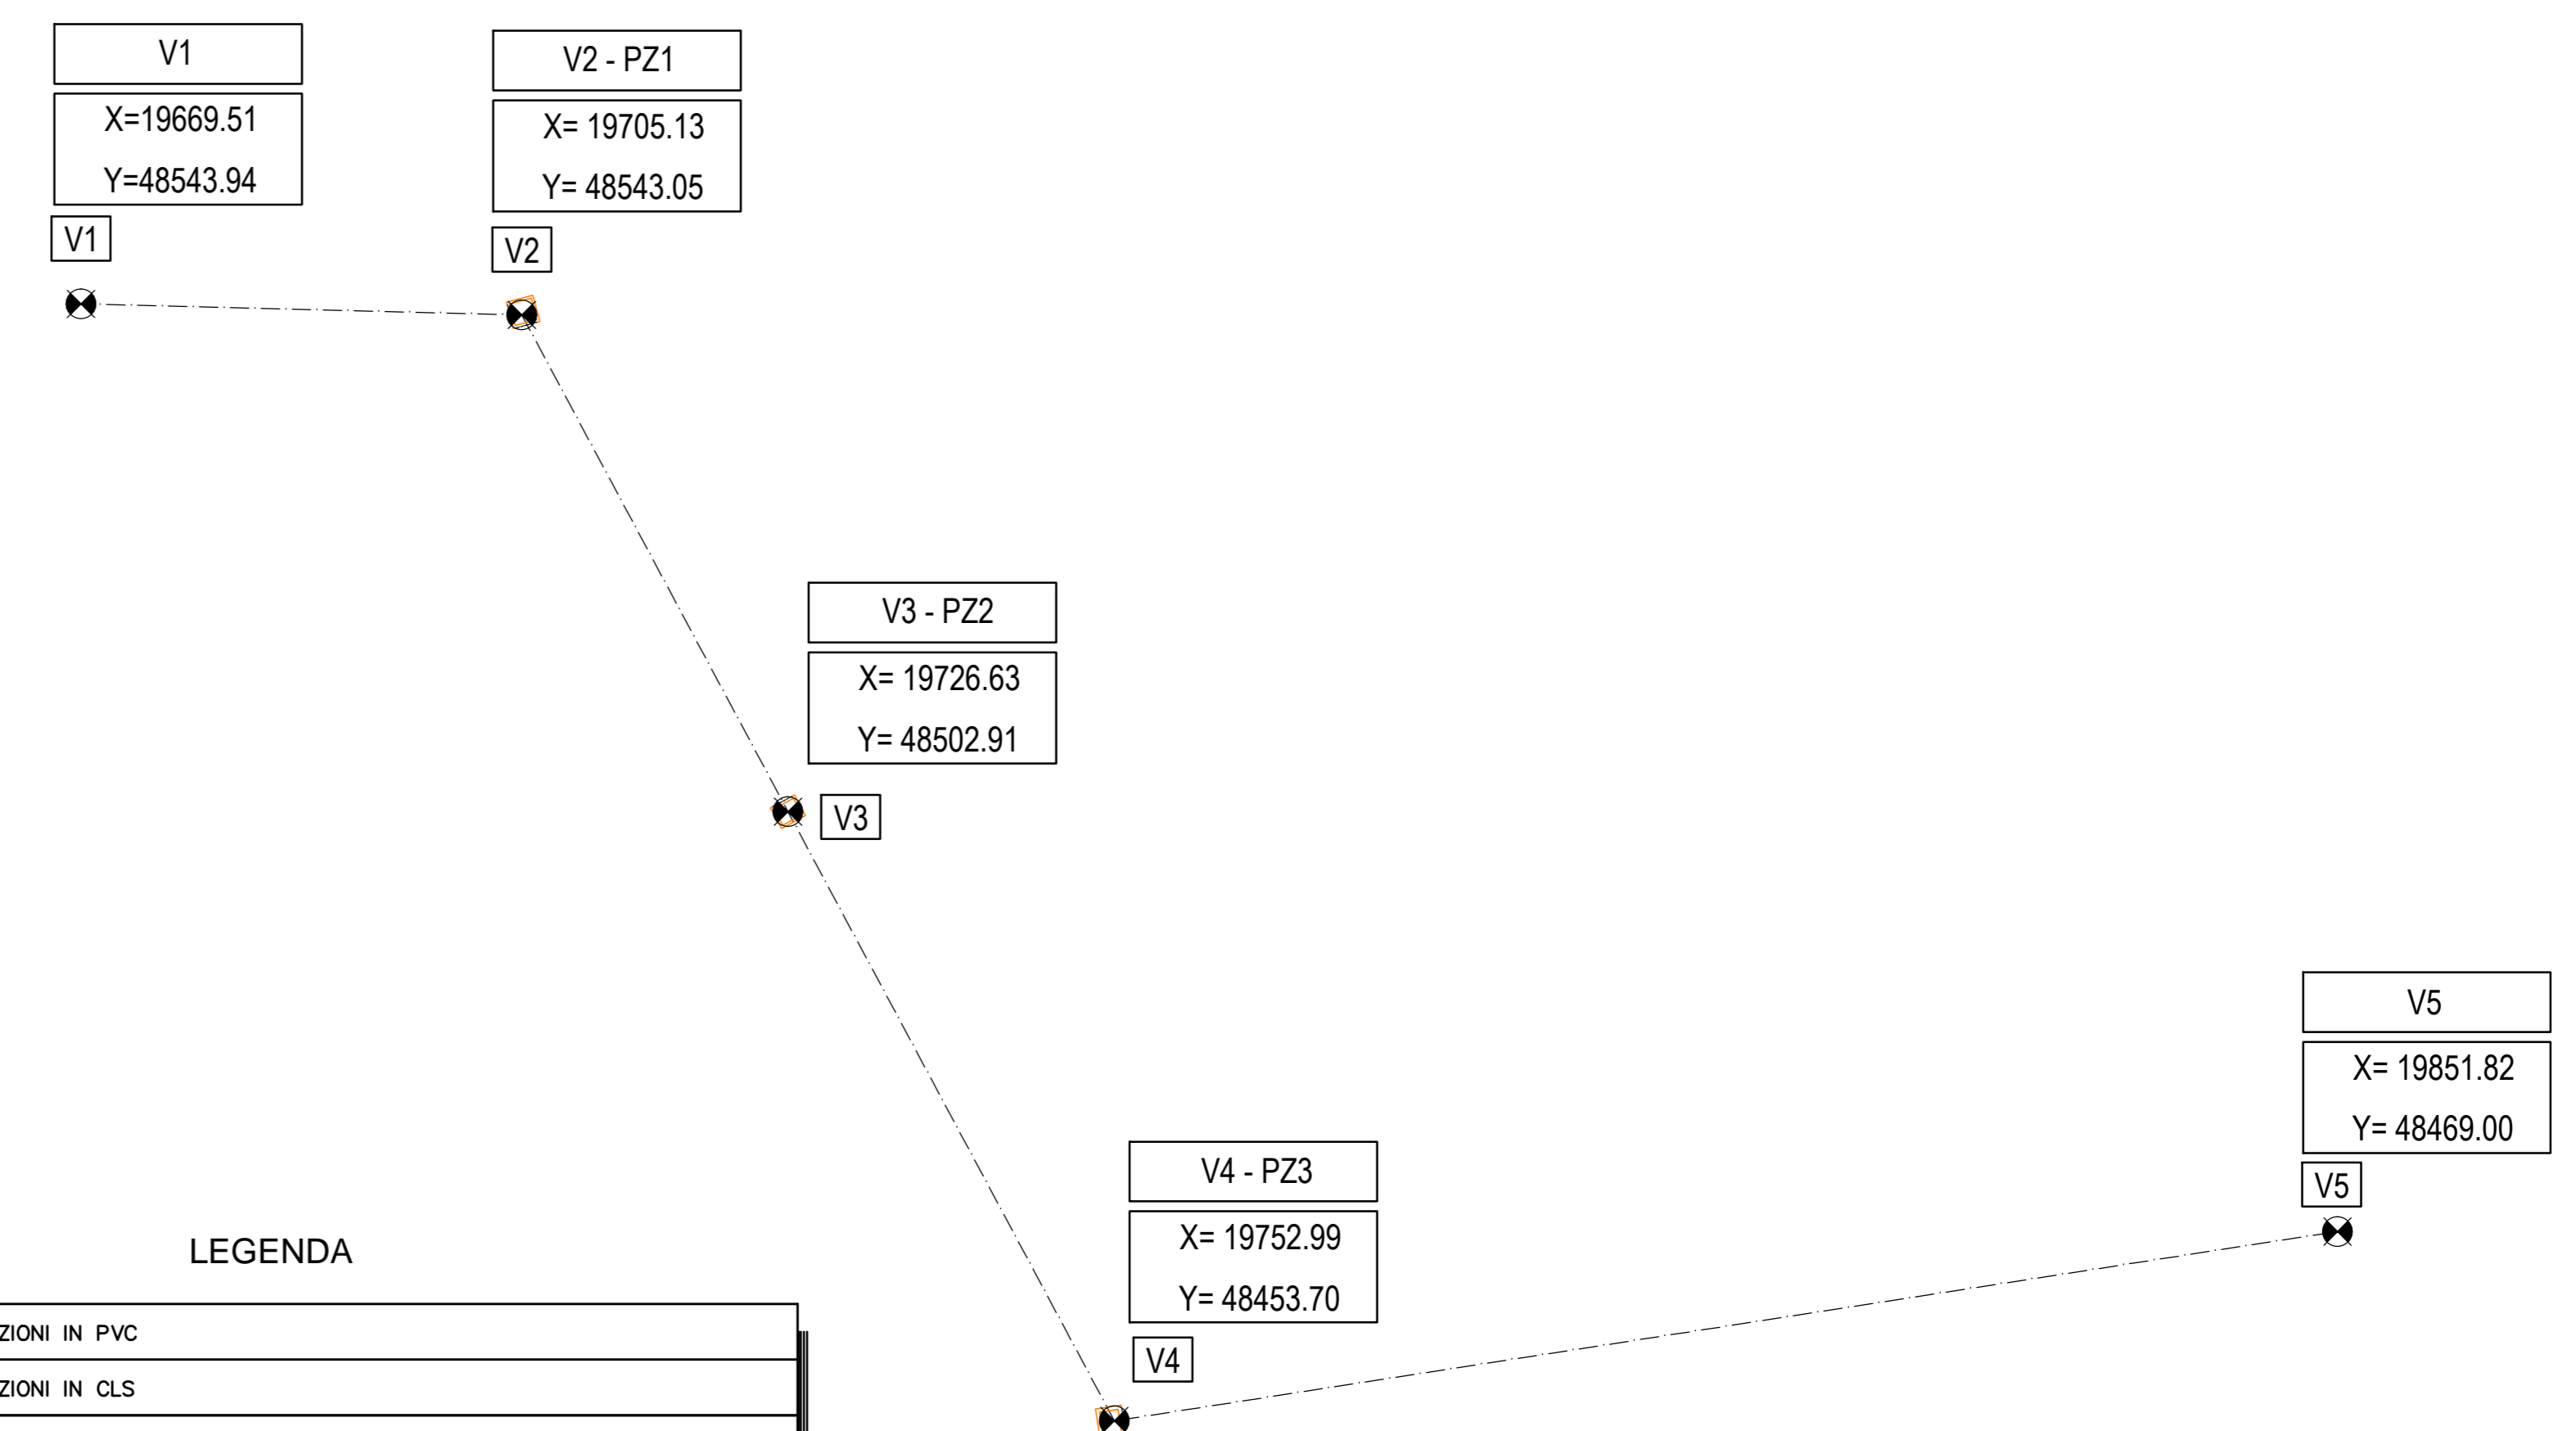 V1
X=19669.51
Y=48543.94
V1
V2 - PZ1
X= 19705.13
Y= 48543.05
V2
V3 - PZ2
X= 19726.63
Y= 48502.91
V3
V5
X= 19851.82
Y= 48469.00
V5
V4 - PZ3
X= 19752.99
Y= 48453.70
V4
LEGENDA
ZIONI IN PVC
ZIONI IN CLS